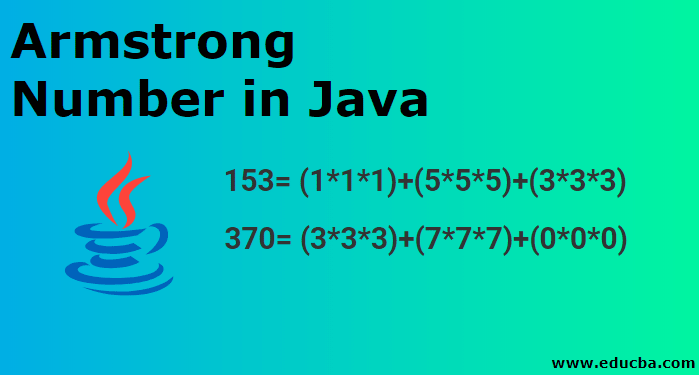 Armstrong
Number in Java
153= (1*1*1)+(5*5*5)+(3*3*3)
370= (3*3*3)+(7*7*7)+(0*0*0)
www.educba.com